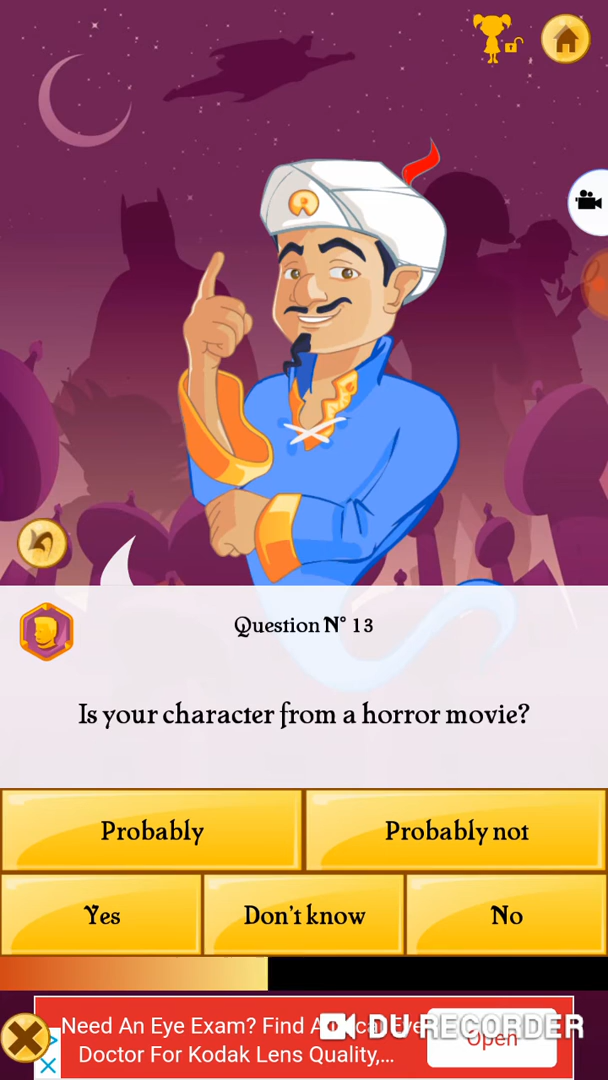 Question N° 13
Is your character from a horror movie?
Probably
Probably not
Yes
Don't know
No
Need An Eye Exam? Find A
Doctor For Kodak Lens Quality,...
Open
DU RECORDER